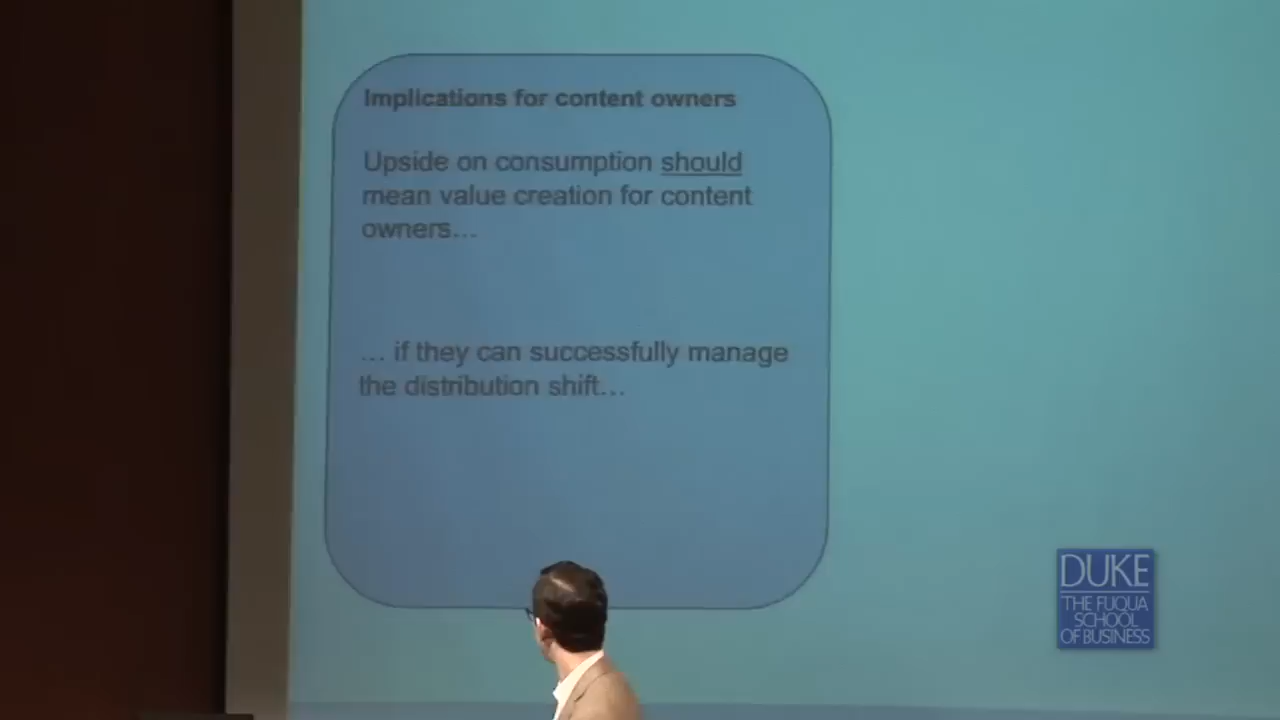 Implications for content owners
Upside on consumption should
mean value creation for content
owners…
… if they can successfully manage
the distribution shift…
DUKE
THE FUQUA
SCHOOL
OF BUSINESS